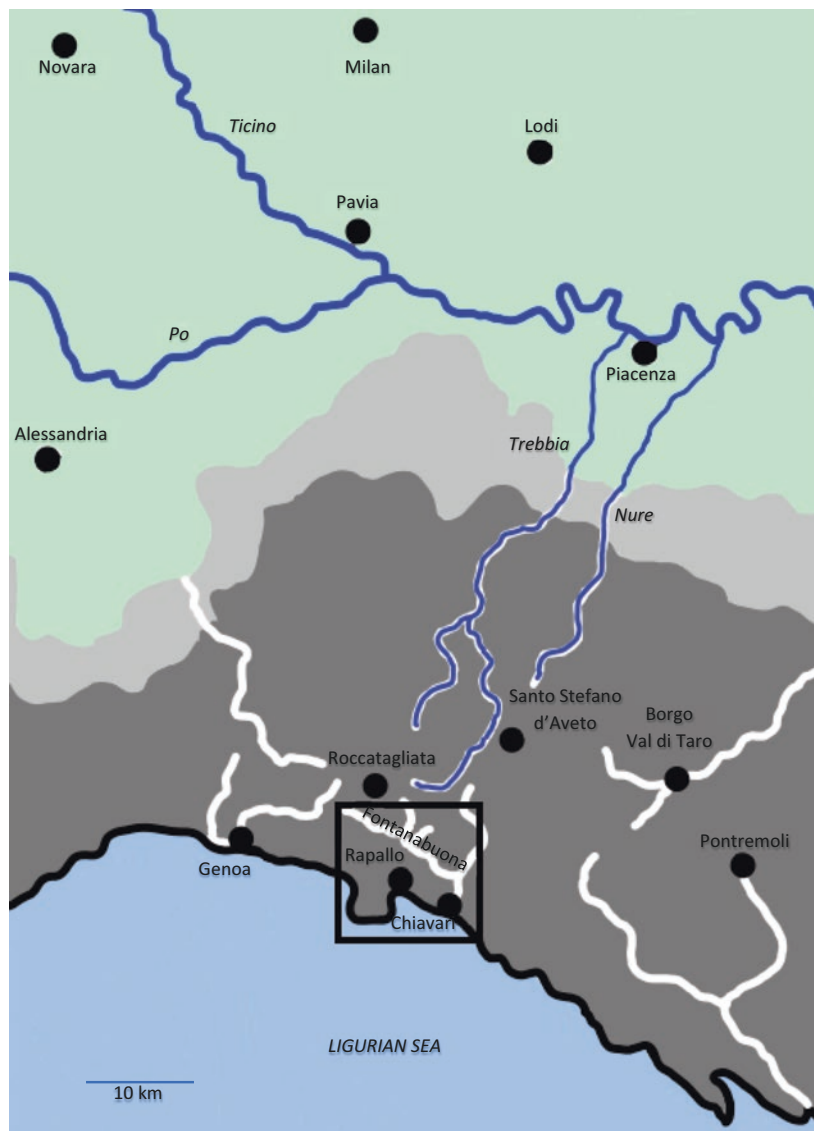 Novara
Milan
Ticino
Lodi
Pavia
Po
Piacenza
Alessandria
Trebbia
Nure
Santo Stefano
d’Aveto
Borgo
Val di Taro
Roccatagliata
Fontanabuona
Pontremoli
Genoa
Rapallo
Chiavari
LIGURIAN SEA
10 km